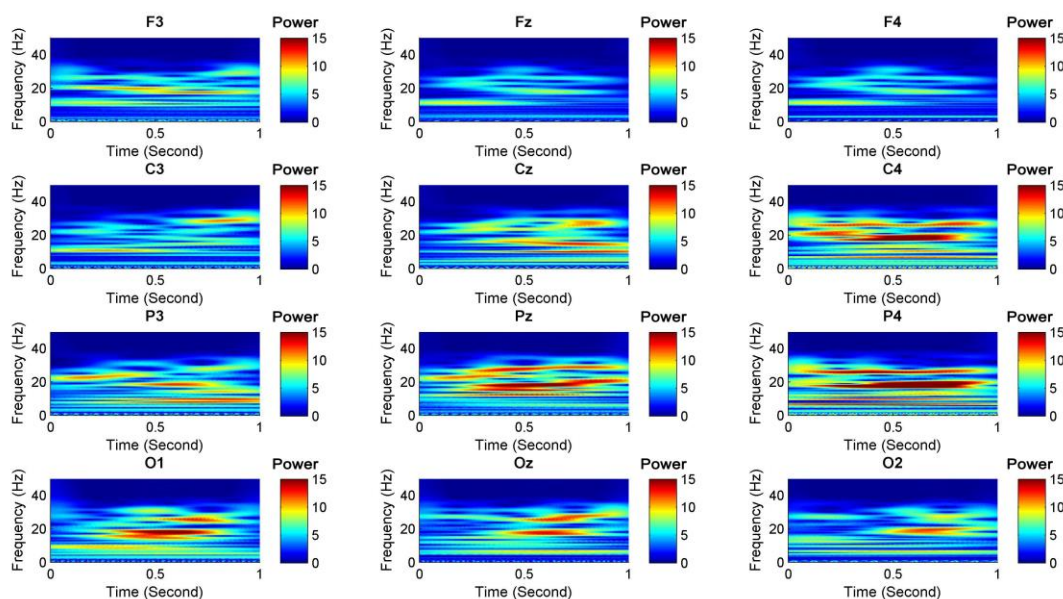 F3 Power Fz Power F4 Power
Frequency (Hz) 40 20 0 15 10 5 0 Frequency (Hz) 40 20 0 15 10 5 0 Frequency (Hz) 40 20 0 15 10 5 0
0 0.5 1 0 0.5 1 0 0.5 1
Time (Second) Time (Second) Time (Second)
C3 Power Cz Power C4 Power
Frequency (Hz) 40 20 0 15 10 5 0 Frequency (Hz) 40 20 0 15 10 5 0 Frequency (Hz) 40 20 0 15 10 5 0
0 0.5 1 0 0.5 1 0 0.5 1
Time (Second) Time (Second) Time (Second)
P3 Power Pz Power P4 Power
Frequency (Hz) 40 20 0 15 10 5 0 Frequency (Hz) 40 20 0 15 10 5 0 Frequency (Hz) 40 20 0 15 10 5 0
0 0.5 1 0 0.5 1 0 0.5 1
Time (Second) Time (Second) Time (Second)
O1 Power Oz Power O2 Power
Frequency (Hz) 40 20 0 15 10 5 0 Frequency (Hz) 40 20 0 15 10 5 0 Frequency (Hz) 40 20 0 15 10 5 0
0 0.5 1 0 0.5 1 0 0.5 1
Time (Second) Time (Second) Time (Second)